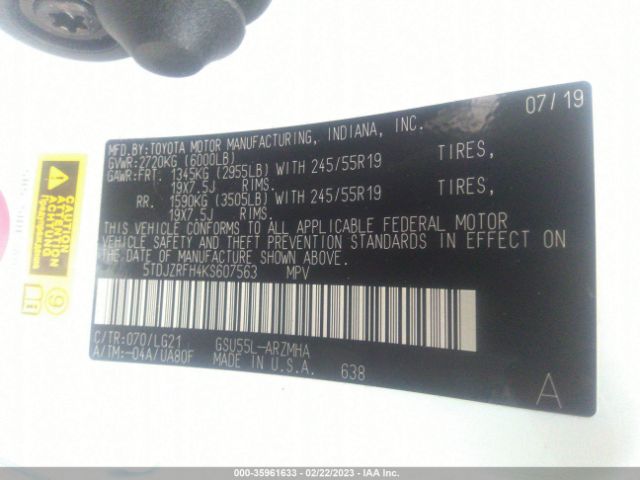 07/19
MFD.BY:TOYOTA MOTOR MANUFACTURING, INDIANA, INC.
GVWR:2720KG (6000LB)
GAWR:FRT. 1345KG (2955LB) WITH 245/55R19 TIRES,
19X7.5J RIMS.
RR. 1590KG (3505LB) WITH 245/55R19 TIRES,
19X7.5J RIMS.
THIS VEHICLE CONFORMS TO ALL APPLICABLE FEDERAL MOTOR
VEHICLE SAFETY AND THEFT PREVENTION STANDARDS IN EFFECT ON
THE DATE OF MANUFACTURE SHOWN ABOVE.
5TDJZRFH4KS607563 MPV
C/TR:070/LG21 GSU55L-ARZMHA
A/TM:-04A/UA80F MADE IN U.S.A. 638
A
CAUTION
ATTENTION
ACHTUNG
9
000-35961633 - 02/22/2023 - IAA Inc.